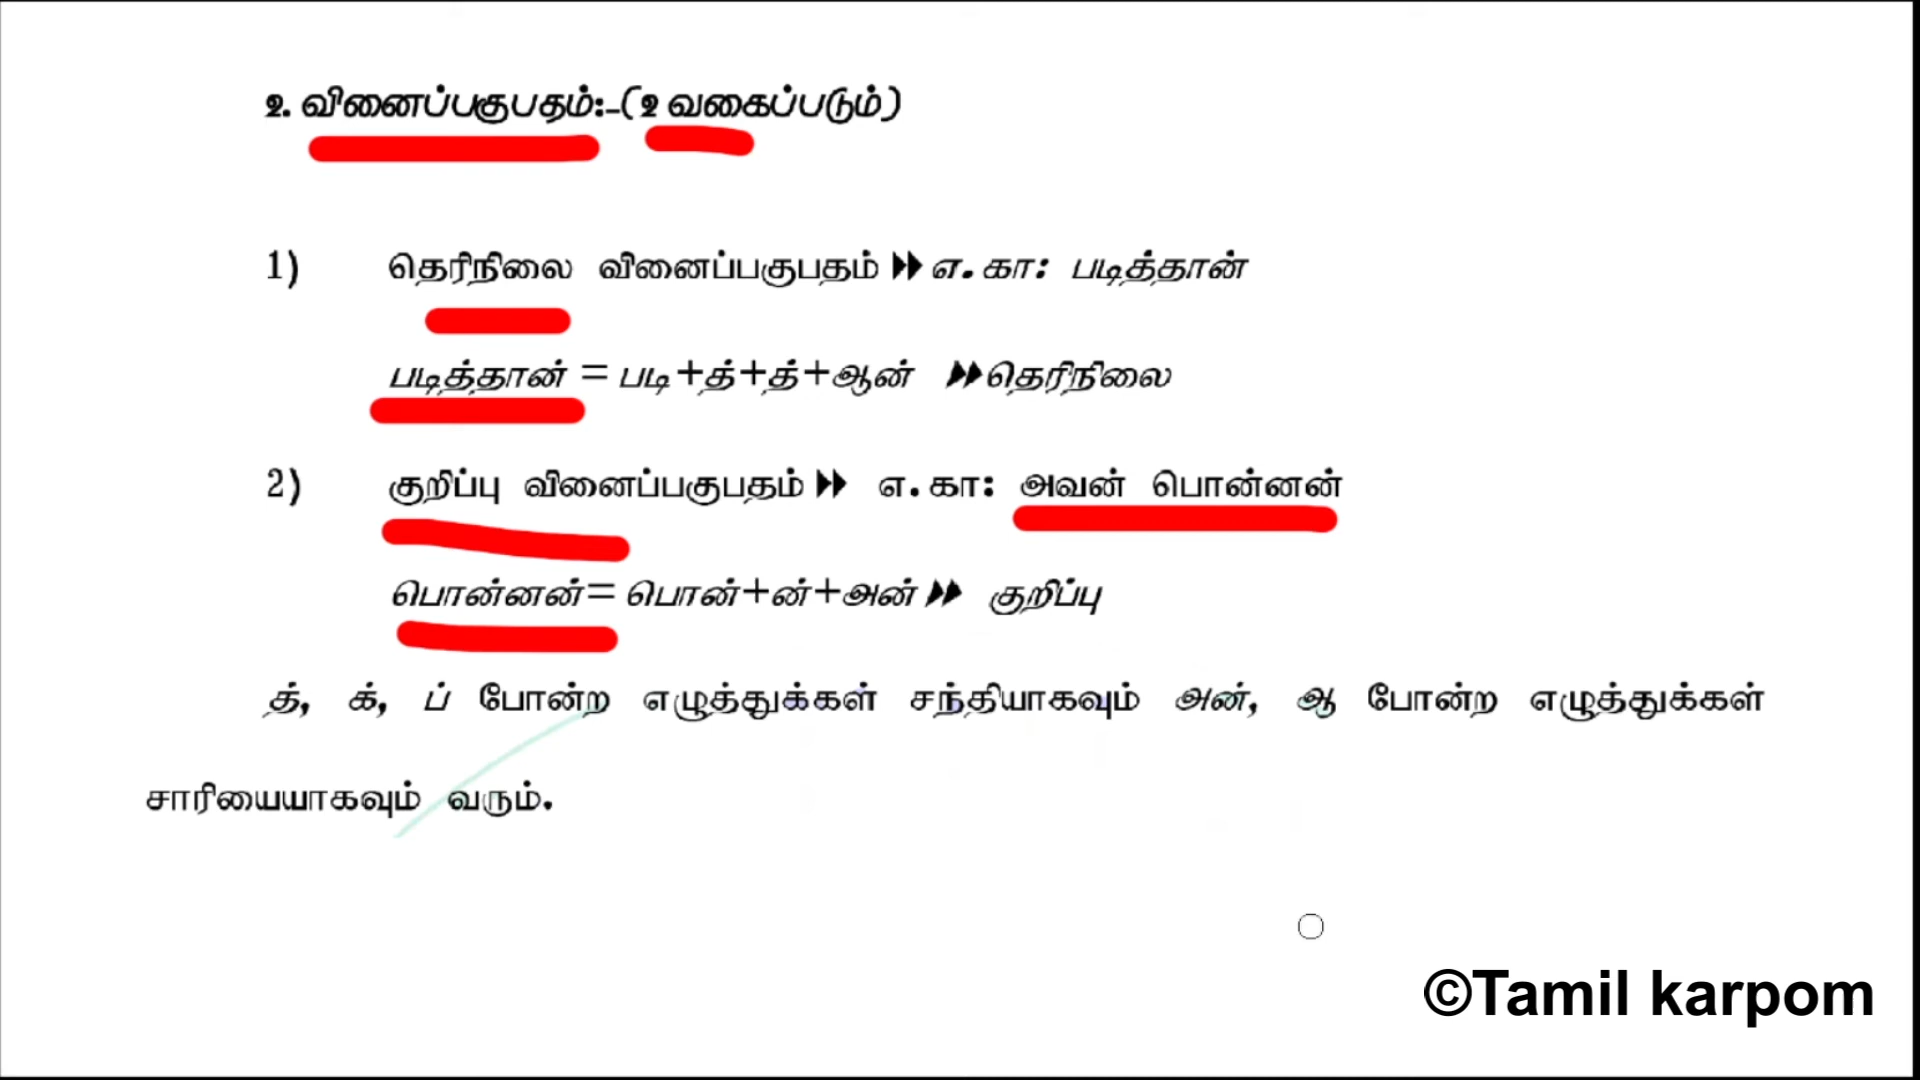 உ. வினைப்பகுபதம்:-(உ வகைப்படும்)
1) தெரிநிலை வினைப்பகுபதம் எ.கா: படித்தான்
படித்தான் = படி+த்+த்+ஆன் தெரிநிலை
2) குறிப்பு வினைப்பகுபதம் எ.கா: அவன் பொன்னன்
பொன்னன்= பொன்+ன்+அன் குறிப்பு
த், க், ப் போன்ற எழுத்துக்கள் சந்தியாகவும் அன், ஆ போன்ற எழுத்துக்கள்
சாரியையாகவும் வரும்.
©Tamil karpom